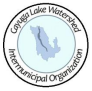 Cayuga Lake Watershed
Intermunicipal Organization